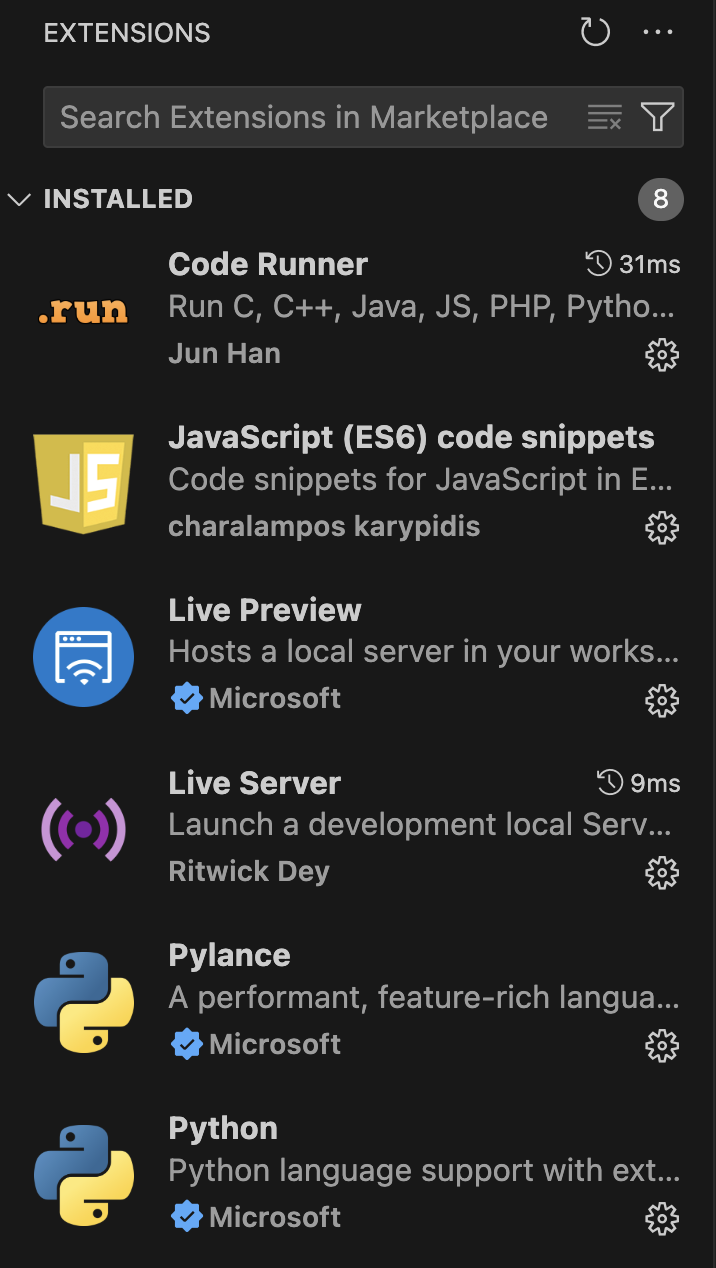 EXTENSIONS
Search Extensions in Marketplace
INSTALLED 8
Code Runner 31ms
.run
Run C, C++, Java, JS, PHP, Pytho...
Jun Han
JavaScript (ES6) code snippets
JS
Code snippets for JavaScript in E...
charalampos karypidis
Live Preview
Hosts a local server in your works...
Microsoft
Live Server 9ms
Launch a development local Serv...
Ritwick Dey
Pylance
A performant, feature-rich langua...
Microsoft
Python
Python language support with ext...
Microsoft